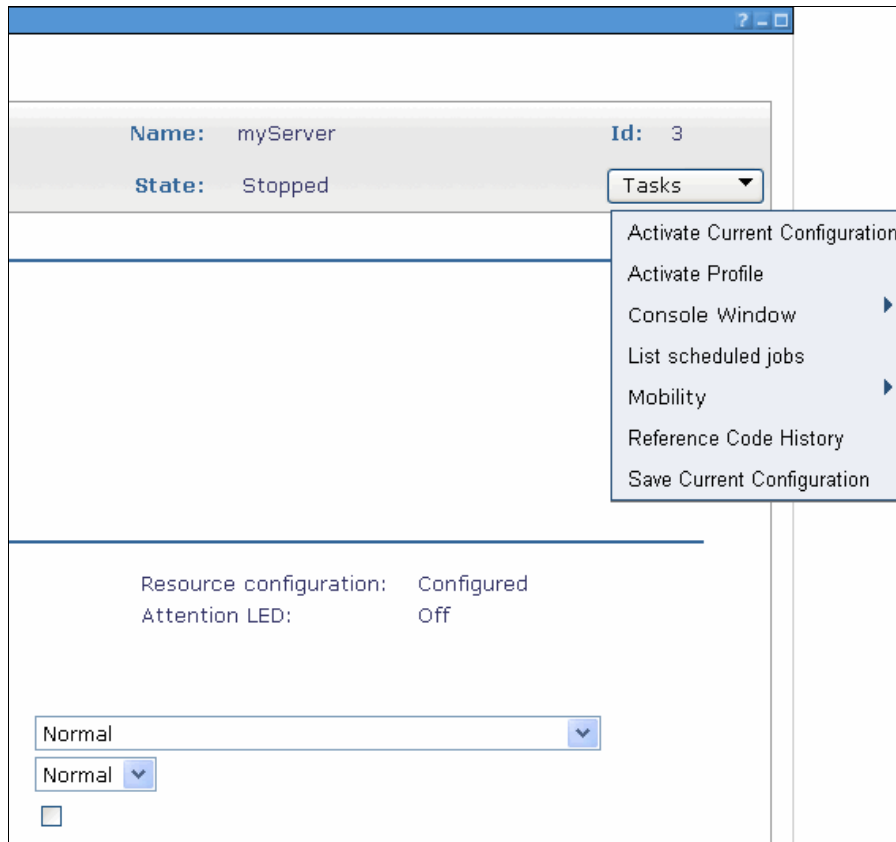 ?
Name: myServer Id: 3
State: Stopped Tasks
Activate Current Configuration
Activate Profile
Console Window
List scheduled jobs
Mobility
Reference Code History
Save Current Configuration
Resource configuration: Configured
Attention LED: Off
Normal
Normal